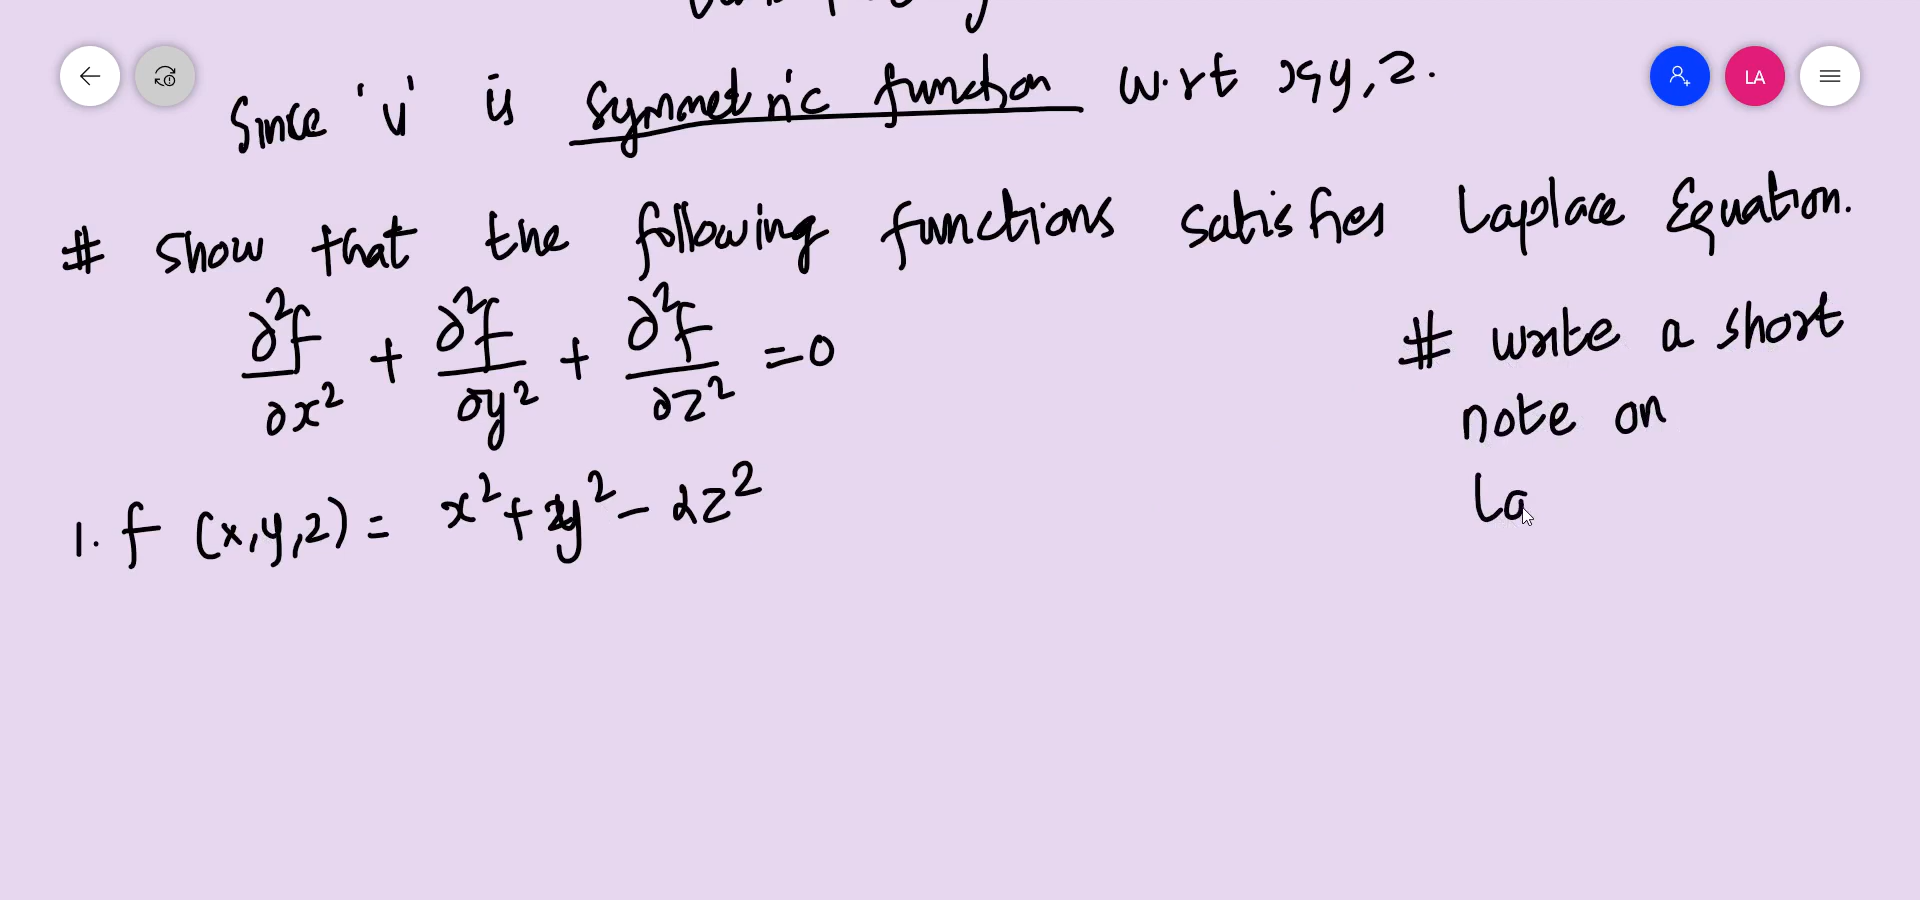 Since 'u' is symmetric function w.r.t x,y,z.
# Show that the following functions satisfies Laplace Equation.
∂²f/∂x² + ∂²f/∂y² + ∂²f/∂z² = 0
# write a short
note on
La
1. f (x,y,z) = x² + y² - 2z²
LA